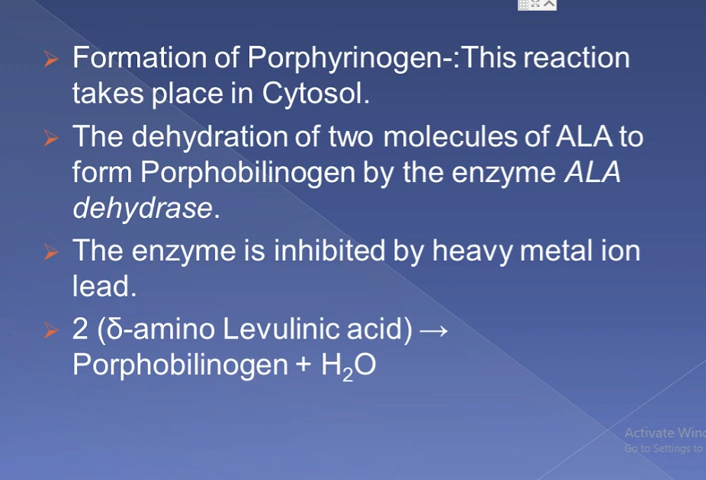 Formation of Porphyrinogen-:This reaction
takes place in Cytosol.
The dehydration of two molecules of ALA to
form Porphobilinogen by the enzyme ALA
dehydrase.
The enzyme is inhibited by heavy metal ion
lead.
2 (δ-amino Levulinic acid) →
Porphobilinogen + H₂O
Activate Wind
Go to Settings to